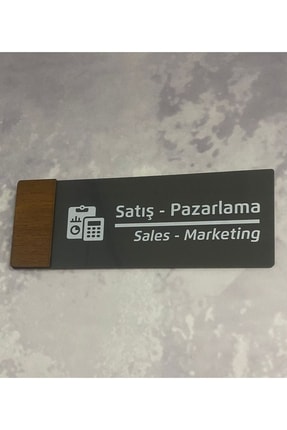 Satış - Pazarlama
Sales - Marketing